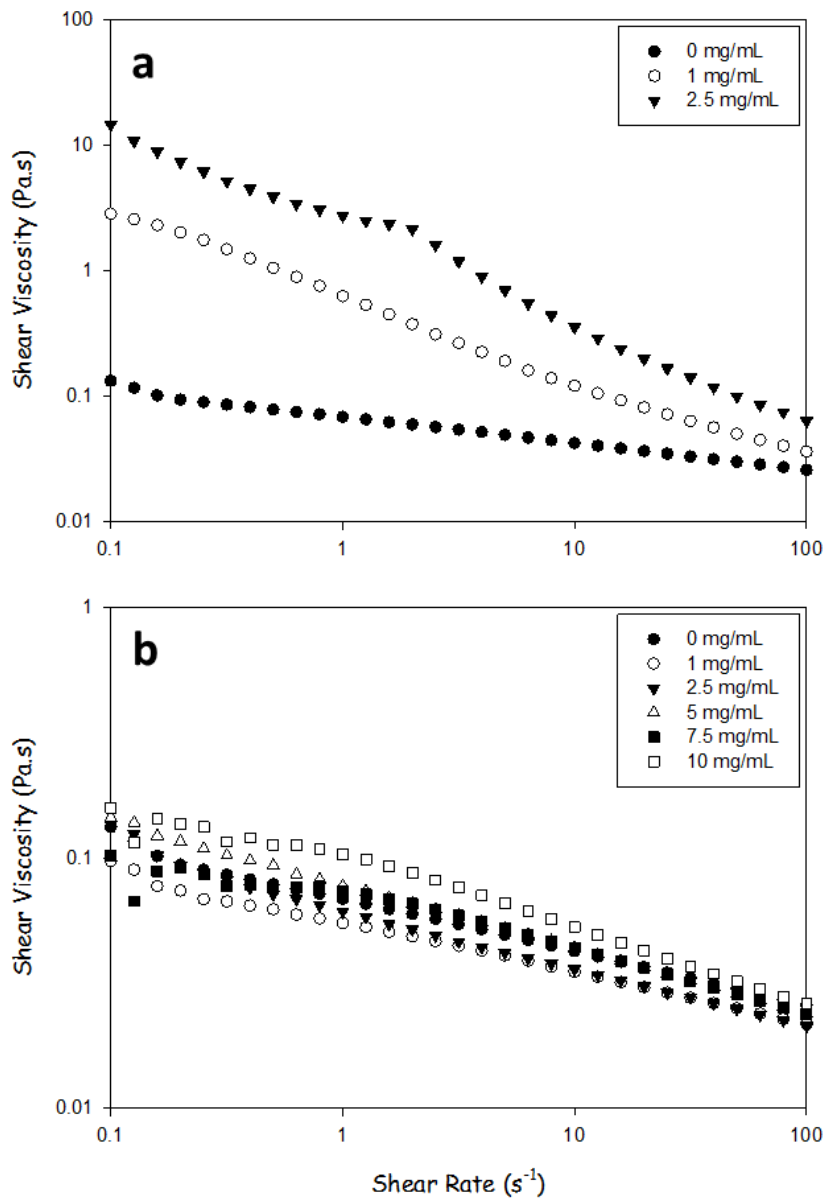 100
a
0 mg/mL
1 mg/mL
2.5 mg/mL
10
Shear Viscosity (Pa.s)
1
0.1
0.01
0.1
1
10
100
1
b
0 mg/mL
1 mg/mL
2.5 mg/mL
5 mg/mL
7.5 mg/mL
10 mg/mL
Shear Viscosity (Pa.s)
0.1
0.01
0.1
1
10
100
Shear Rate (s⁻¹)